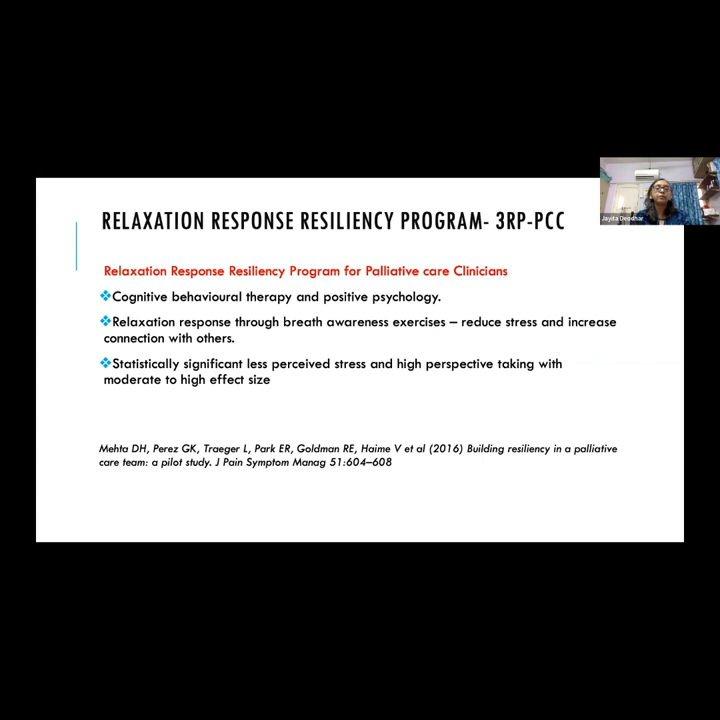 RELAXATION RESPONSE RESILIENCY PROGRAM- 3RP-PCC
Jayita Deodhar
Relaxation Response Resiliency Program for Palliative care Clinicians
❖Cognitive behavioural therapy and positive psychology.
❖Relaxation response through breath awareness exercises – reduce stress and increase
connection with others.
❖Statistically significant less perceived stress and high perspective taking with
moderate to high effect size
Mehta DH, Perez GK, Traeger L, Park ER, Goldman RE, Haime V et al (2016) Building resiliency in a palliative
care team: a pilot study. J Pain Symptom Manag 51:604–608